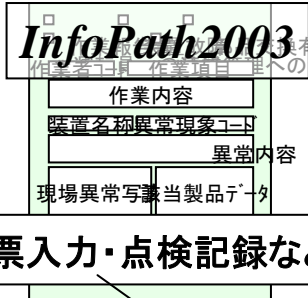 InfoPath2003
作業者コード 作業項目
作業内容
装置名称異常現象コード
異常内容
現場異常写
該当製品データ
票入力・点検記録な